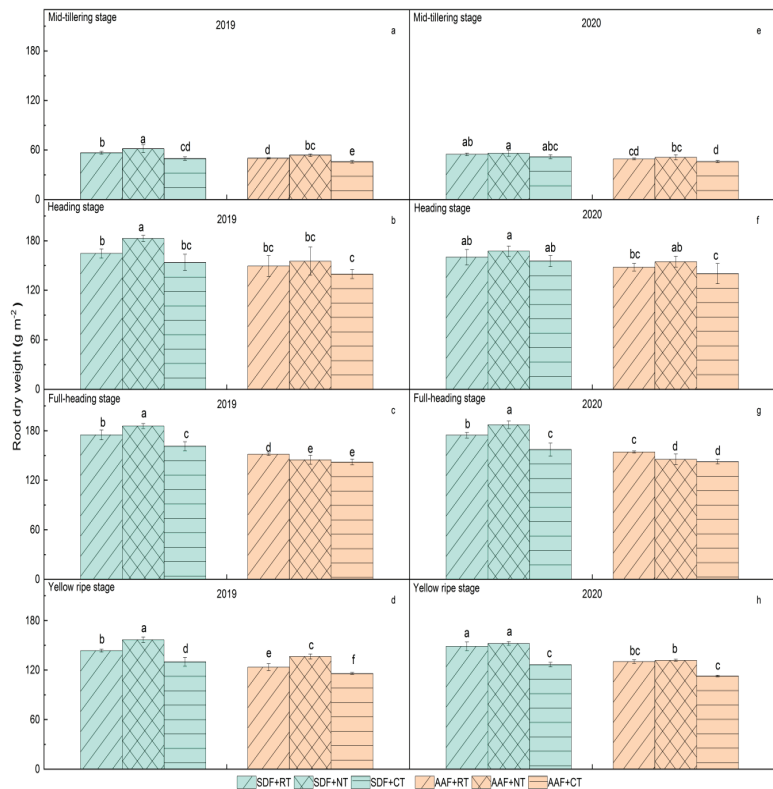 Mid-tillering stage
2019
a
180
120
60
0
b
a
cd
d
bc
e
Mid-tillering stage
2020
e
ab
a
abc
cd
bc
d
Heading stage
2019
b
180
120
60
0
b
a
bc
bc
bc
c
Heading stage
2020
f
ab
a
ab
bc
ab
c
Full-heading stage
2019
c
180
120
60
0
b
a
c
d
e
e
Full-heading stage
2020
g
b
a
c
c
d
d
Yellow ripe stage
2019
d
180
120
60
0
b
a
d
e
c
f
Yellow ripe stage
2020
h
a
a
c
bc
b
c
Root dry weight (g m⁻²)
SDF+RT SDF+NT SDF+CT AAF+RT AAF+NT AAF+CT